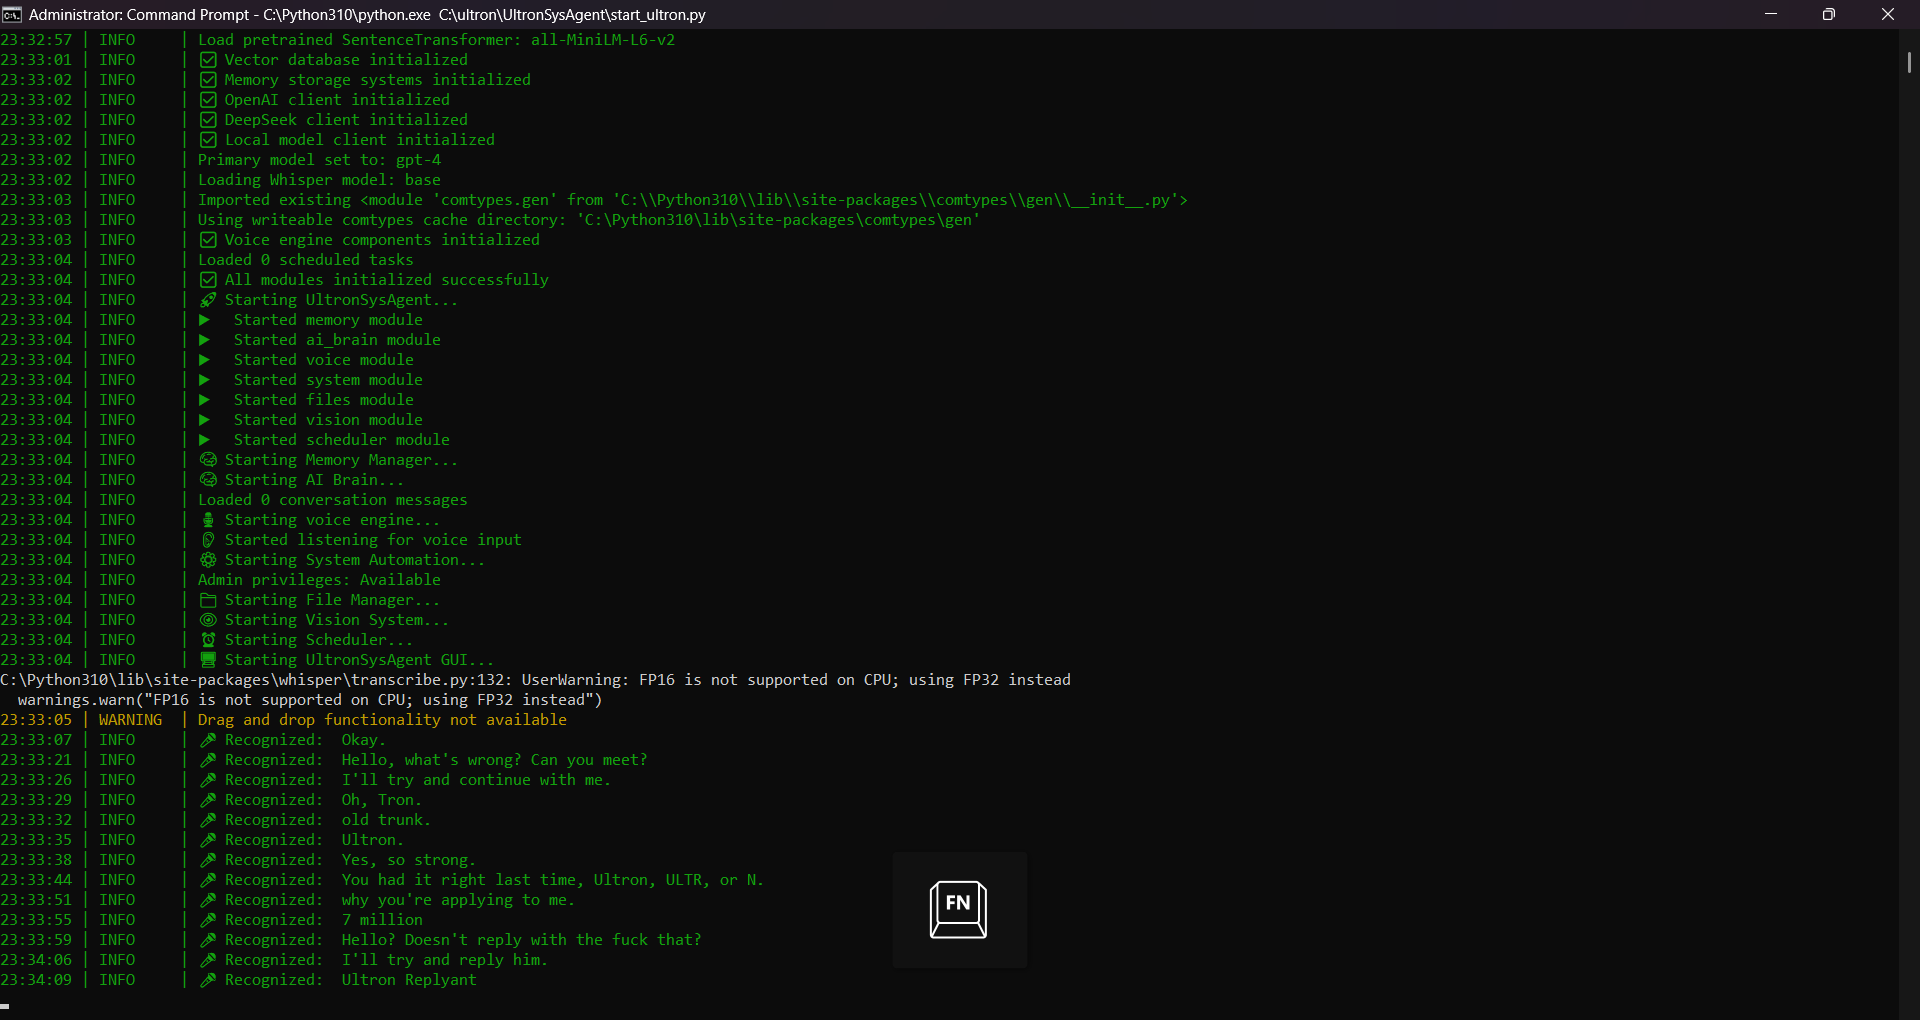 Administrator: Command Prompt - C:\Python310\python.exe  C:\ultron\UltronSysAgent\start_ultron.py
23:32:57 | INFO     | Load pretrained SentenceTransformer: all-MiniLM-L6-v2
23:33:01 | INFO     | ✅ Vector database initialized
23:33:02 | INFO     | ✅ Memory storage systems initialized
23:33:02 | INFO     | ✅ OpenAI client initialized
23:33:02 | INFO     | ✅ DeepSeek client initialized
23:33:02 | INFO     | ✅ Local model client initialized
23:33:02 | INFO     | Primary model set to: gpt-4
23:33:02 | INFO     | Loading Whisper model: base
23:33:03 | INFO     | Imported existing <module 'comtypes.gen' from 'C:\\Python310\\lib\\site-packages\\comtypes\\gen\\__init__.py'>
23:33:03 | INFO     | Using writeable comtypes cache directory: 'C:\Python310\lib\site-packages\comtypes\gen'
23:33:03 | INFO     | ✅ Voice engine components initialized
23:33:04 | INFO     | Loaded 0 scheduled tasks
23:33:04 | INFO     | ✅ All modules initialized successfully
23:33:04 | INFO     | 🚀 Starting UltronSysAgent...
23:33:04 | INFO     | ▶ Started memory module
23:33:04 | INFO     | ▶ Started ai_brain module
23:33:04 | INFO     | ▶ Started voice module
23:33:04 | INFO     | ▶ Started system module
23:33:04 | INFO     | ▶ Started files module
23:33:04 | INFO     | ▶ Started vision module
23:33:04 | INFO     | ▶ Started scheduler module
23:33:04 | INFO     | 🧠 Starting Memory Manager...
23:33:04 | INFO     | 🧠 Starting AI Brain...
23:33:04 | INFO     | Loaded 0 conversation messages
23:33:04 | INFO     | 🎙 Starting voice engine...
23:33:04 | INFO     | 👂 Started listening for voice input
23:33:04 | INFO     | ⚙ Starting System Automation...
23:33:04 | INFO     | Admin privileges: Available
23:33:04 | INFO     | 📁 Starting File Manager...
23:33:04 | INFO     | 👁 Starting Vision System...
23:33:04 | INFO     | ⏰ Starting Scheduler...
23:33:04 | INFO     | 🖥 Starting UltronSysAgent GUI...
C:\Python310\lib\site-packages\whisper\transcribe.py:132: UserWarning: FP16 is not supported on CPU; using FP32 instead
  warnings.warn("FP16 is not supported on CPU; using FP32 instead")
23:33:05 | WARNING  | Drag and drop functionality not available
23:33:07 | INFO     | 🎤 Recognized:  Okay.
23:33:21 | INFO     | 🎤 Recognized:  Hello, what's wrong? Can you meet?
23:33:26 | INFO     | 🎤 Recognized:  I'll try and continue with me.
23:33:29 | INFO     | 🎤 Recognized:  Oh, Tron.
23:33:32 | INFO     | 🎤 Recognized:  old trunk.
23:33:35 | INFO     | 🎤 Recognized:  Ultron.
23:33:38 | INFO     | 🎤 Recognized:  Yes, so strong.
23:33:44 | INFO     | 🎤 Recognized:  You had it right last time, Ultron, ULTR, or N.
23:33:51 | INFO     | 🎤 Recognized:  why you're applying to me.
23:33:55 | INFO     | 🎤 Recognized:  7 million
23:33:59 | INFO     | 🎤 Recognized:  Hello? Doesn't reply with the fuck that?
23:34:06 | INFO     | 🎤 Recognized:  I'll try and reply him.
23:34:09 | INFO     | 🎤 Recognized:  Ultron Replyant
FN